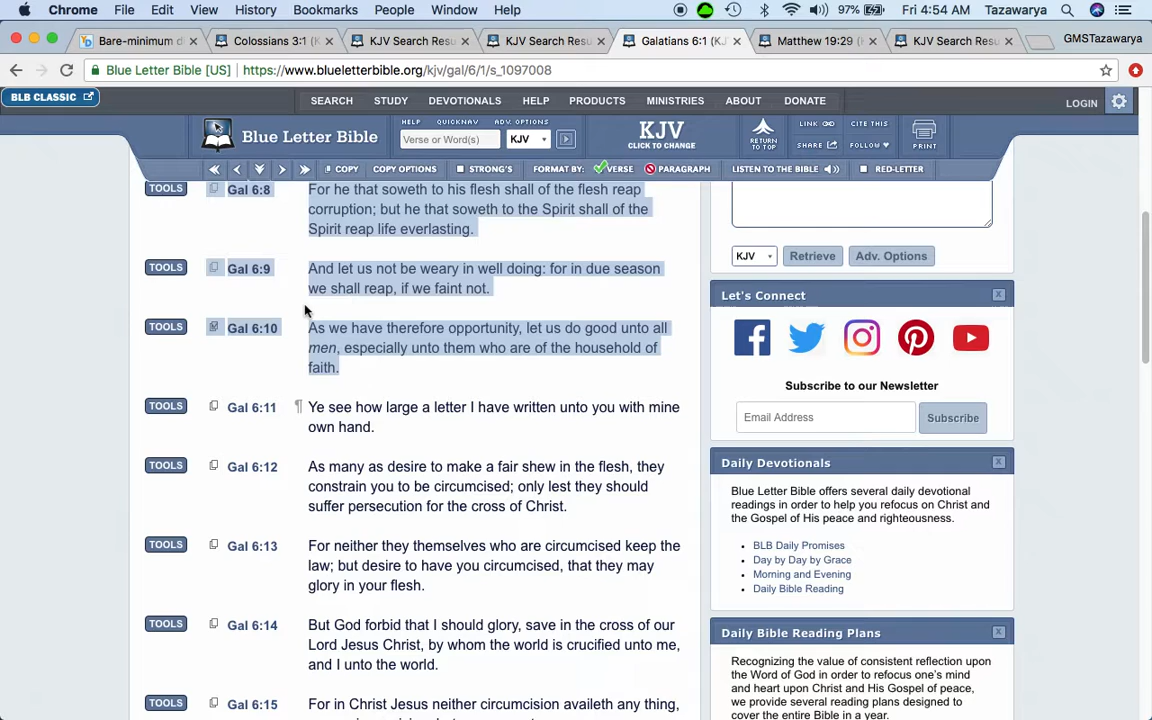 Chrome File Edit View History Bookmarks People Window Help 97% Fri 4:54 AM Tazawarya
Bare-minimum di Colossians 3:1 ( KJV Search Res KJV Search Res Galatians 6:1 (KJ Matthew 19:29 ( KJV Search Res GMSTazawarya
Blue Letter Bible [US] https://www.blueletterbible.org/kjv/gal/6/1/s_1097008
BLB CLASSIC
SEARCH STUDY DEVOTIONALS HELP PRODUCTS MINISTRIES ABOUT DONATE LOGIN
Blue Letter Bible
HELP QUICKNAV ADV. OPTIONS
Verse or Word(s) KJV
KJV
CLICK TO CHANGE
RETURN
TO TOP
LINK CITE THIS
SHARE FOLLOW
PRINT
COPY COPY OPTIONS STRONG'S FORMAT BY: VERSE PARAGRAPH LISTEN TO THE BIBLE RED-LETTER
TOOLS Gal 6:8 For he that soweth to his flesh shall of the flesh reap
corruption; but he that soweth to the Spirit shall of the
Spirit reap life everlasting.
TOOLS Gal 6:9 And let us not be weary in well doing: for in due season
we shall reap, if we faint not.
TOOLS Gal 6:10 As we have therefore opportunity, let us do good unto all
men, especially unto them who are of the household of
faith.
TOOLS Gal 6:11 ¶ Ye see how large a letter I have written unto you with mine
own hand.
TOOLS Gal 6:12 As many as desire to make a fair shew in the flesh, they
constrain you to be circumcised; only lest they should
suffer persecution for the cross of Christ.
TOOLS Gal 6:13 For neither they themselves who are circumcised keep the
law; but desire to have you circumcised, that they may
glory in your flesh.
TOOLS Gal 6:14 But God forbid that I should glory, save in the cross of our
Lord Jesus Christ, by whom the world is crucified unto me,
and I unto the world.
TOOLS Gal 6:15 For in Christ Jesus neither circumcision availeth any thing,
KJV Retrieve Adv. Options
Let's Connect
Subscribe to our Newsletter
Email Address Subscribe
Daily Devotionals
Blue Letter Bible offers several daily devotional
readings in order to help you refocus on Christ and
the Gospel of His peace and righteousness.
• BLB Daily Promises
• Day by Day by Grace
• Morning and Evening
• Daily Bible Reading
Daily Bible Reading Plans
Recognizing the value of consistent reflection upon
the Word of God in order to refocus one's mind
and heart upon Christ and His Gospel of peace,
we provide several reading plans designed to
cover the entire Bible in a year.